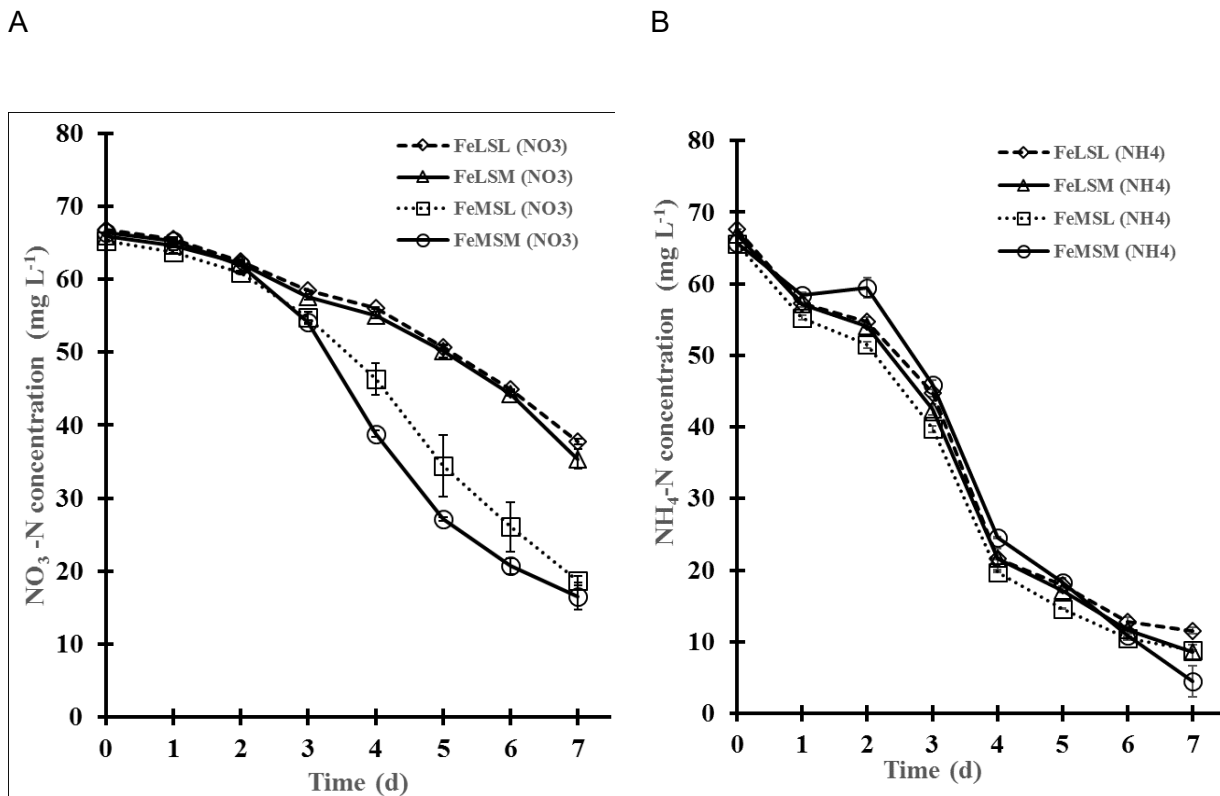 A
B
80
70
60
50
40
30
20
10
0
NO3 -N concentration (mg L-1)
0 1 2 3 4 5 6 7
Time (d)
FeLSL (NO3)
FeLSM (NO3)
FeMSL (NO3)
FeMSM (NO3)
80
70
60
50
40
30
20
10
0
NH4-N concentration (mg L-1)
0 1 2 3 4 5 6 7
Time (d)
FeLSL (NH4)
FeLSM (NH4)
FeMSL (NH4)
FeMSM (NH4)